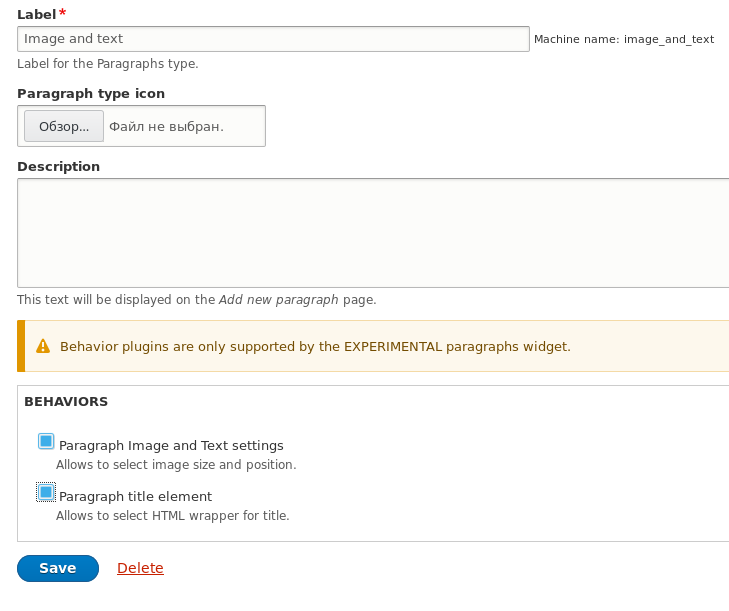 Label*
Image and text
Machine name: image_and_text
Label for the Paragraphs type.
Paragraph type icon
Обзор... Файл не выбран.
Description
This text will be displayed on the Add new paragraph page.
Behavior plugins are only supported by the EXPERIMENTAL paragraphs widget.
BEHAVIORS
Paragraph Image and Text settings
Allows to select image size and position.
Paragraph title element
Allows to select HTML wrapper for title.
Save Delete